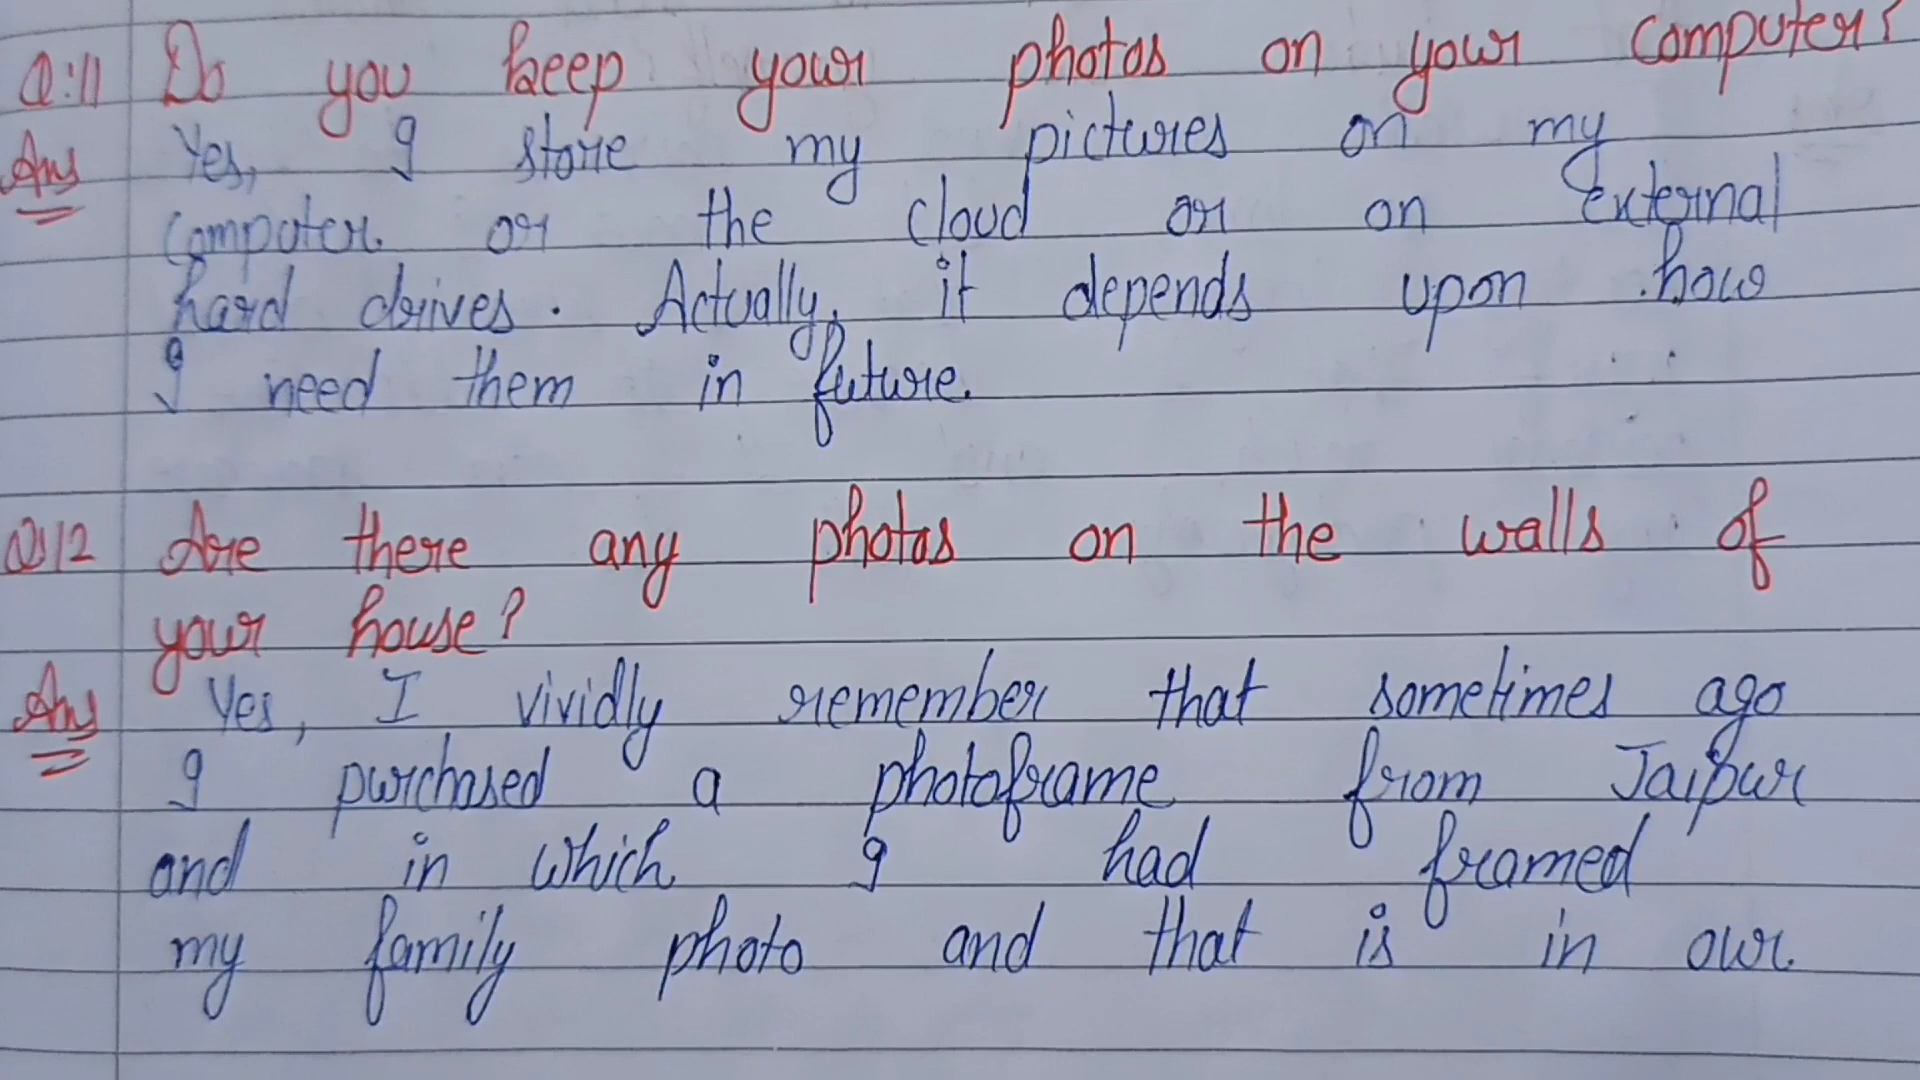 Q:11 Do you keep your photos on your computer?
Ans Yes, I store my pictures on my
computer or the cloud or on external
hard drives. Actually, it depends upon how
I need them in future.
Q:12 Are there any photos on the walls of
your house?
Ans Yes, I vividly remember that sometimes ago
I purchased a photoframe from Jaipur
and in which I had framed
my family photo and that is in our